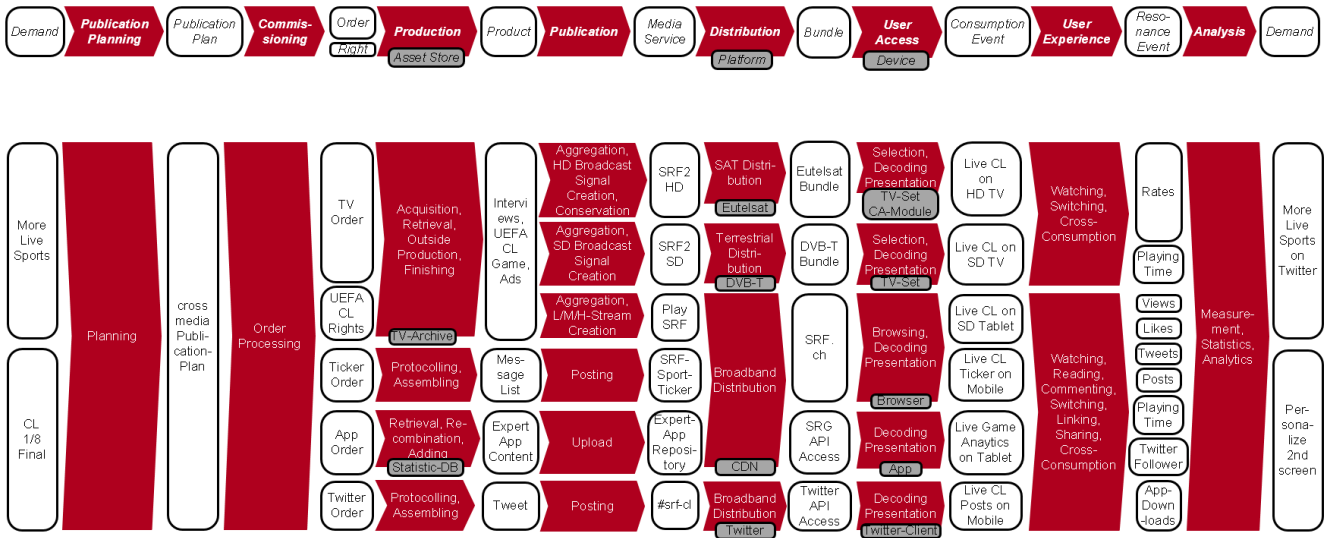 Demand
Publication
Planning
Publication
Plan
Commis-
sioning
Order
Right
Production
Asset Store
Product
Publication
Media
Service
Distribution
Platform
Bundle
User
Access
Device
Consumption
Event
User
Experience
Reso-
nance
Event
Analysis
Demand
More
Live
Sports
CL
1/8
Final
Planning
cross
media
Publi-
cation-
Plan
Order
Processing
TV
Order
UEFA
CL
Rights
Ticker
Order
App
Order
Twitter
Order
Acquisition,
Retrieval,
Outside
Production,
Finishing
TV-Archive
Protocolling,
Assembling
Retrieval, Re-
combination,
Adding
Statistic-DB
Protocolling,
Assembling
Intervi
ews,
UEFA
CL
Game,
Ads
Mes-
sage
List
Expert
App
Content
Tweet
Aggregation,
HD Broadcast
Signal
Creation,
Conservation
Aggregation,
SD Broadcast
Signal
Creation
Aggregation,
L/M/H-Stream
Creation
Posting
Upload
Posting
SRF2
HD
SRF2
SD
Play
SRF
SRF-
Sport-
Ticker
Expert-
App
Reposi-
tory
#srf-cl
SAT Distri-
bution
Eutelsat
Terrestrial
Distri-
bution
DVB-T
Broadband
Distribution
CDN
Broadband
Distribution
Twitter
Eutelsat
Bundle
DVB-T
Bundle
SRF.
ch
SRG
API
Access
Twitter
API
Access
Selection,
Decoding
Presentation
TV-Set
CA-Module
Selection,
Decoding
Presentation
TV-Set
Browsing,
Decoding
Presentation
Browser
Decoding
Presentation
App
Decoding
Presentation
Twitter-Client
Live CL
on
HD TV
Live CL on
SD TV
Live CL on
SD Tablet
Live CL
Ticker on
Mobile
Live Game
Anaytics
on Tablet
Live CL
Posts on
Mobile
Watching,
Switching,
Cross-
Consumption
Watching,
Reading,
Commenting,
Switching,
Linking,
Sharing,
Cross-
Consumption
Rates
Playing
Time
Views
Likes
Tweets
Posts
Playing
Time
Twitter
Follower
App-
Down
-loads
Measure-
ment,
Statistics,
Analytics
More
Live
Sports
on
Twitter
Per-
sona-
lize
2nd
screen